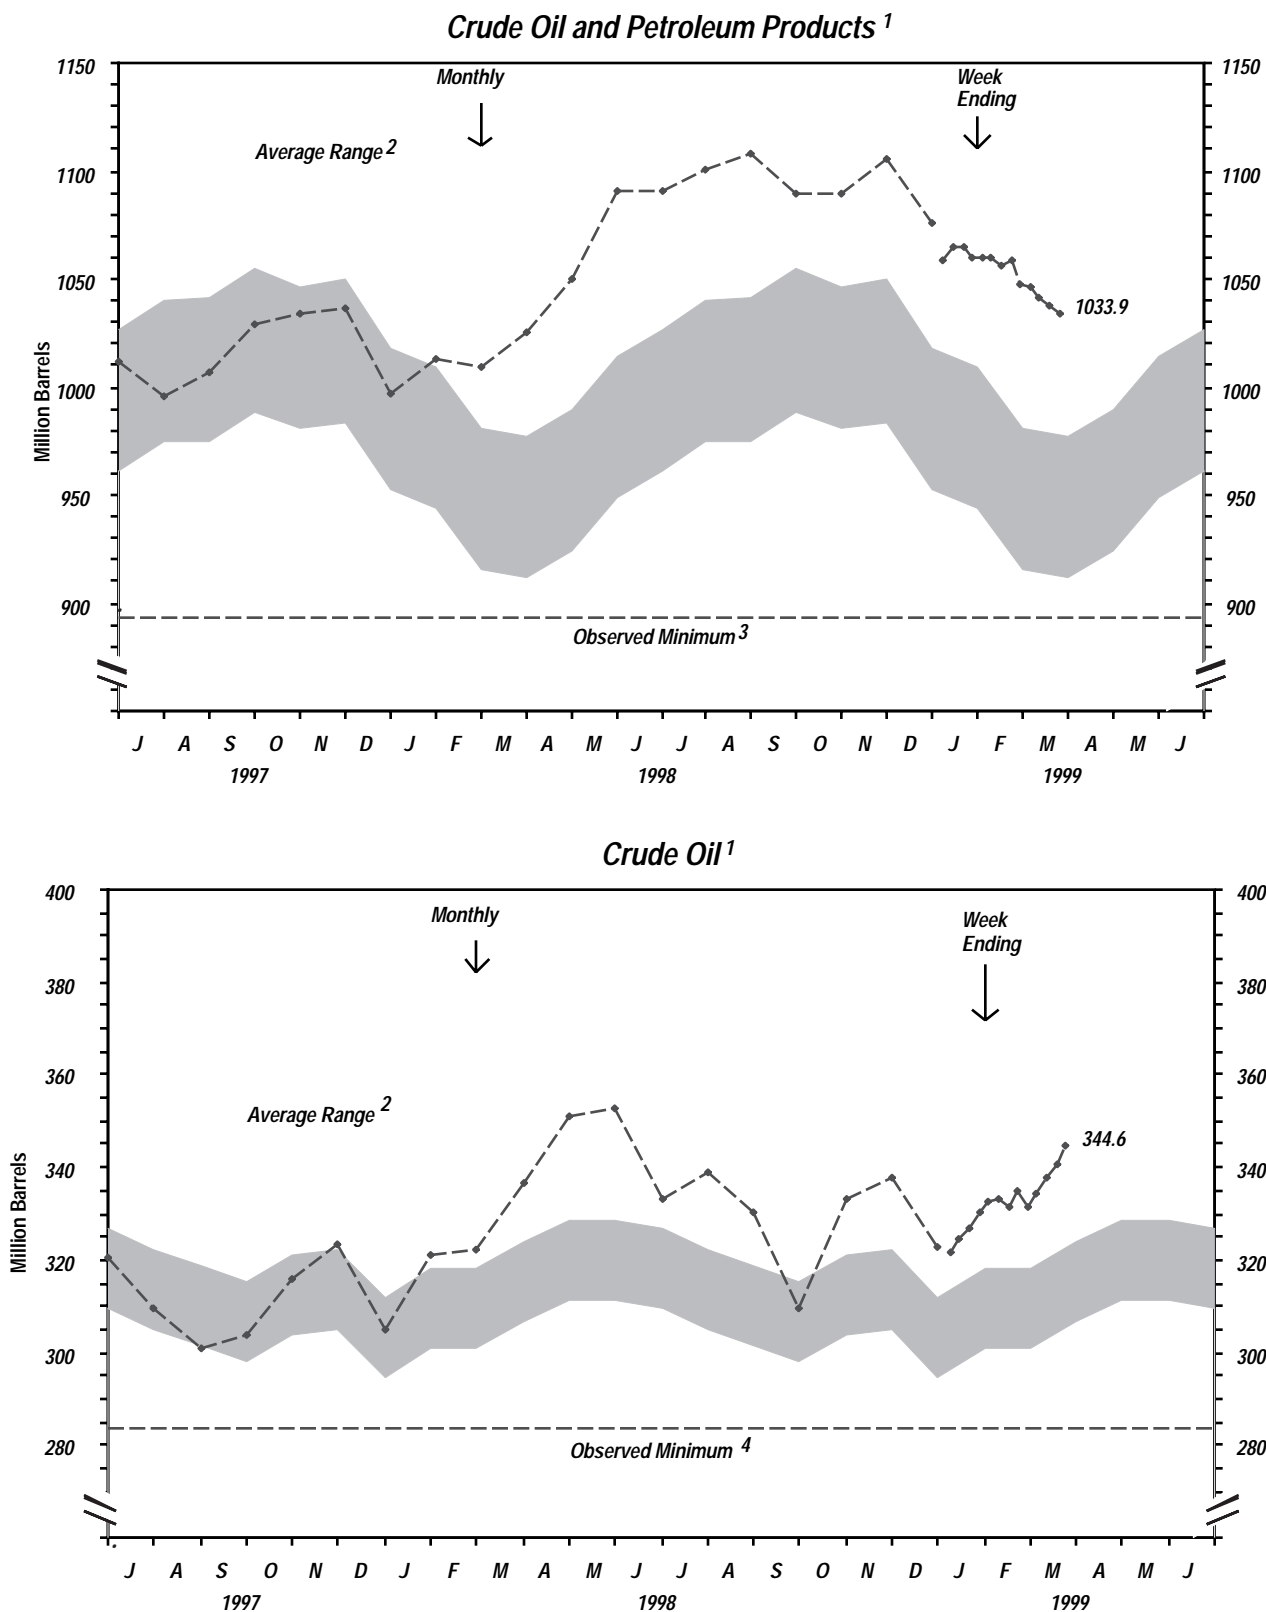 Crude Oil and Petroleum Products 1
1150 1150
Monthly Week
Ending
Average Range 2
1100 1100
1050 1050
1033.9
1000 1000
Million Barrels
950 950
900 900
Observed Minimum 3
J A S O N D J F M A M J J A S O N D J F M A M J
1997 1998 1999
Crude Oil 1
400 400
Monthly Week
Ending
380 380
360 360
Average Range 2
344.6
340 340
Million Barrels
320 320
300 300
280 280
Observed Minimum 4
J A S O N D J F M A M J J A S O N D J F M A M J
1997 1998 1999